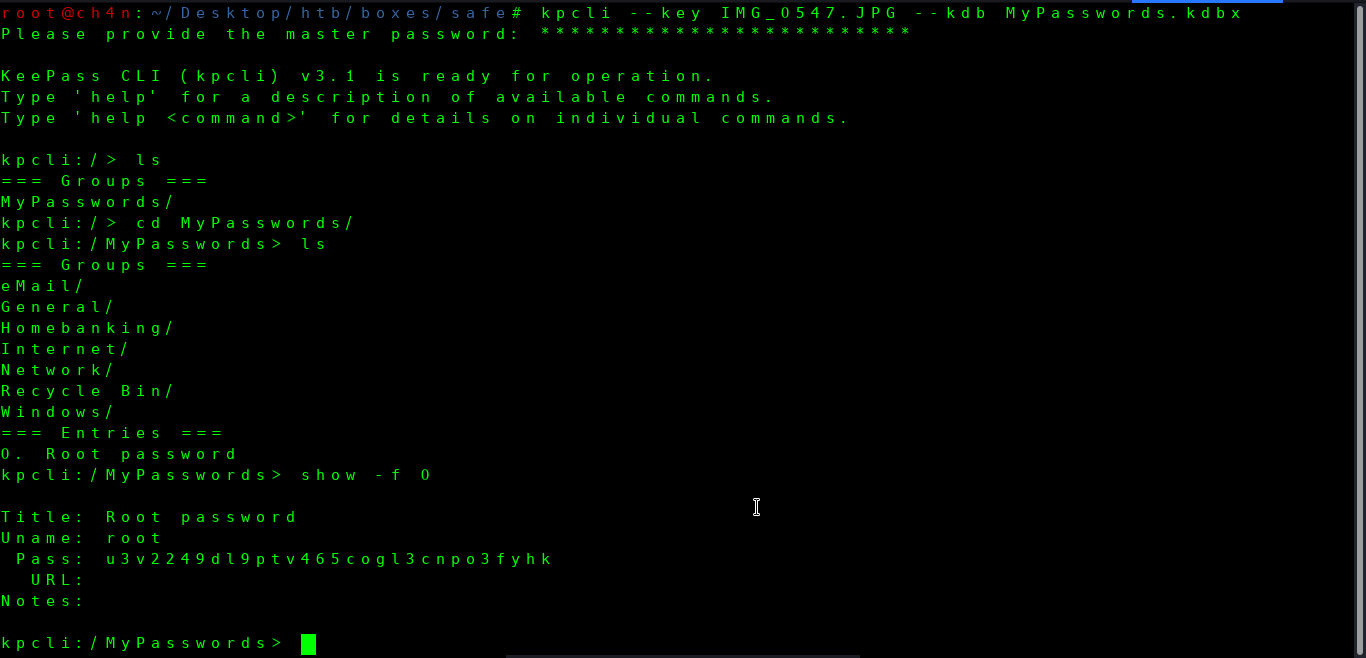 root@ch4n:~/Desktop/htb/boxes/safe# kpcli --key IMG_0547.JPG --kdb MyPasswords.kdbx
Please provide the master password: *************************
KeePass CLI (kpcli) v3.1 is ready for operation.
Type 'help' for a description of available commands.
Type 'help <command>' for details on individual commands.
kpcli:/> ls
=== Groups ===
MyPasswords/
kpcli:/> cd MyPasswords/
kpcli:/MyPasswords> ls
=== Groups ===
eMail/
General/
Homebanking/
Internet/
Network/
Recycle Bin/
Windows/
=== Entries ===
0. Root password
kpcli:/MyPasswords> show -f 0
Title: Root password
Uname: root
Pass: u3v2249dl9ptv465cogl3cnpo3fyhk
URL:
Notes:
kpcli:/MyPasswords>